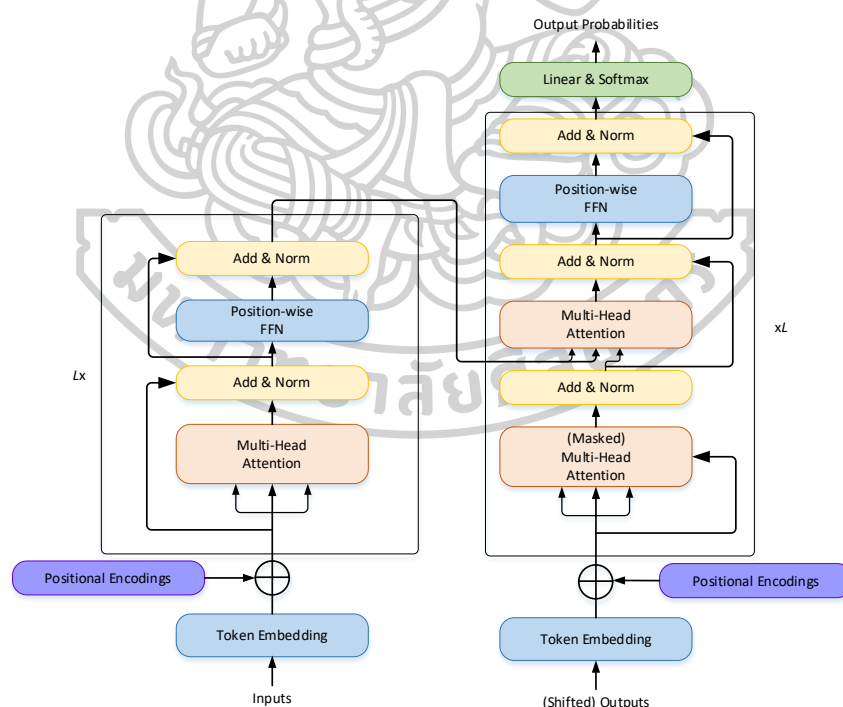 Output Probabilities
Linear & Softmax
Add & Norm
Position-wise
FFN
Add & Norm
Multi-Head
Attention
xL
Add & Norm
(Masked)
Multi-Head
Attention
Positional Encodings
Token Embedding
(Shifted) Outputs
Add & Norm
Position-wise
FFN
Lx
Add & Norm
Multi-Head
Attention
Positional Encodings
Token Embedding
Inputs